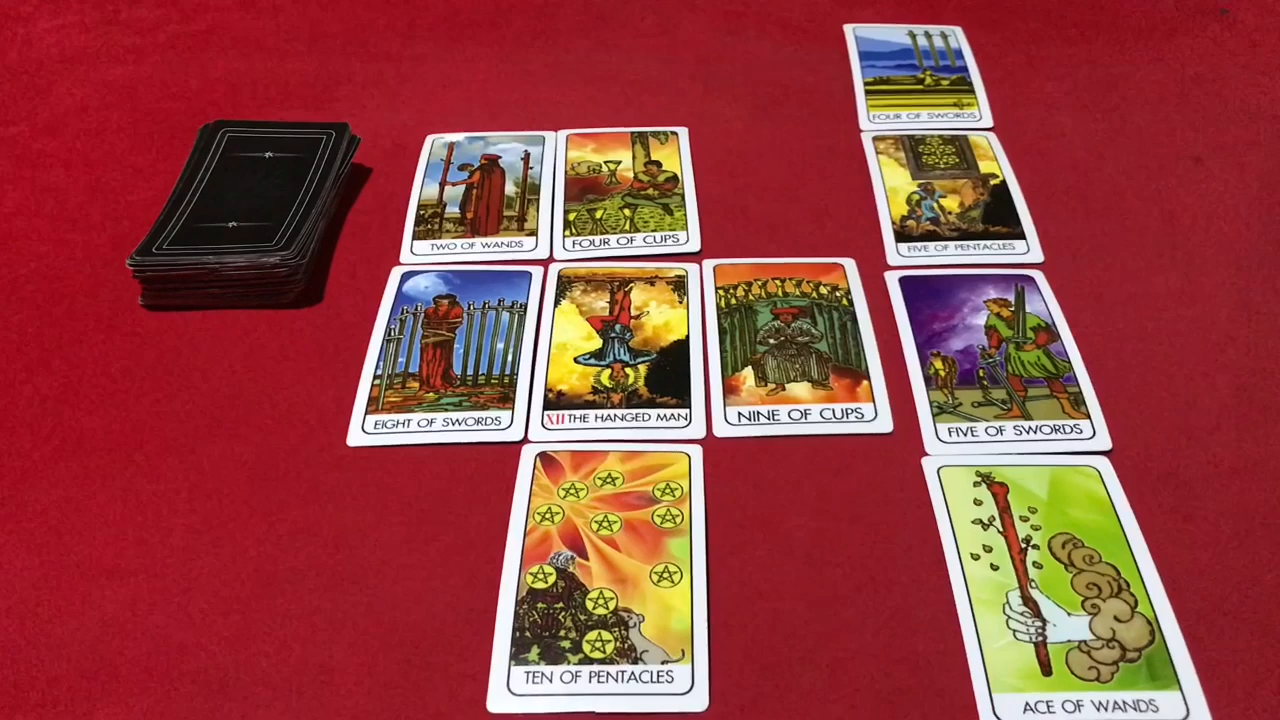 FOUR OF SWORDS
TWO OF WANDS
FOUR OF CUPS
FIVE OF PENTACLES
EIGHT OF SWORDS
XII THE HANGED MAN
NINE OF CUPS
FIVE OF SWORDS
TEN OF PENTACLES
ACE OF WANDS